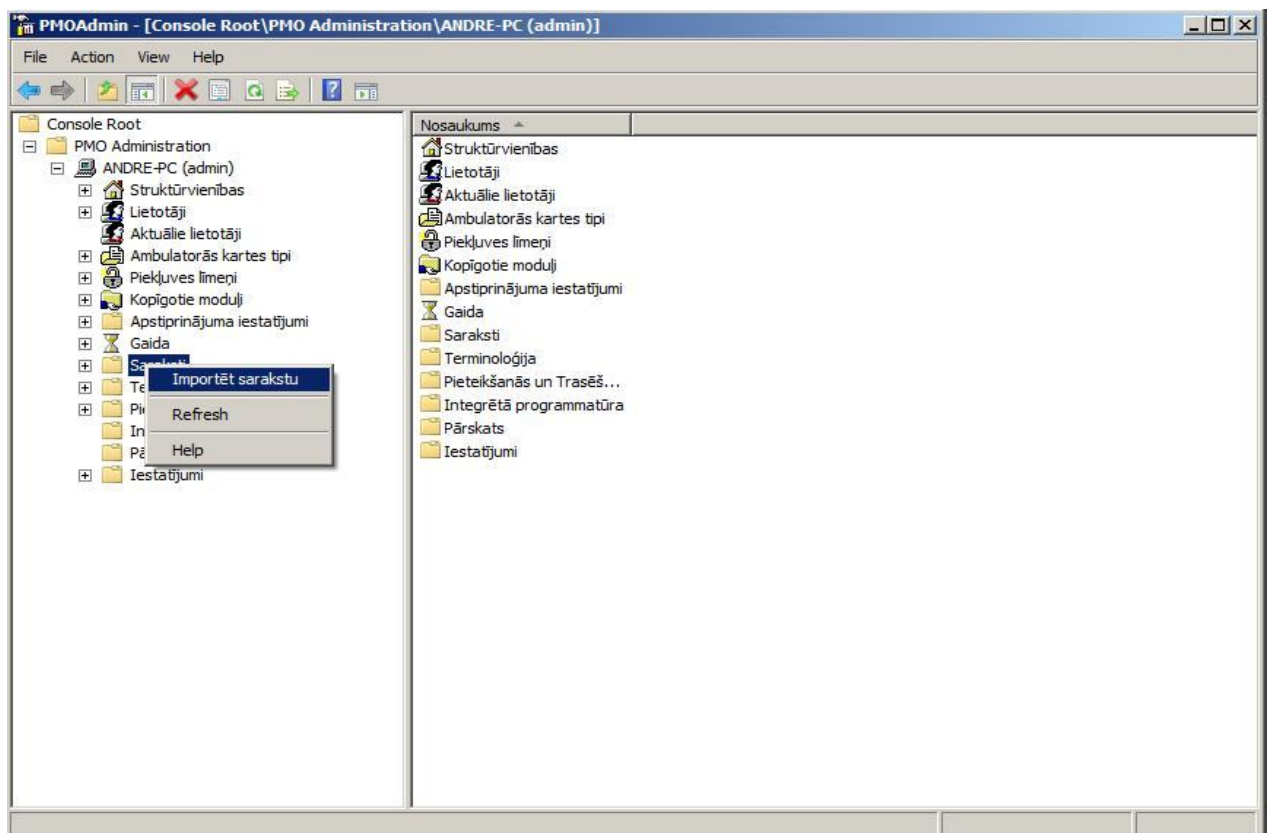 PMOAdmin - [Console Root\PMO Administration\ANDRE-PC (admin)]
File Action View Help
Console Root
PMO Administration
ANDRE-PC (admin)
Struktūrvienības
Lietotāji
Aktuālie lietotāji
Ambulatorās kartes tipi
Piekļuves līmeņi
Kopīgotie moduļi
Apstiprinājuma iestatījumi
Gaida
Importēt sarakstu
Refresh
Help
Iestatījumi
Nosaukums
Struktūrvienības
Lietotāji
Aktuālie lietotāji
Ambulatorās kartes tipi
Piekļuves līmeņi
Kopīgotie moduļi
Apstiprinājuma iestatījumi
Gaida
Saraksti
Terminoloģija
Pieteikšanās un Trasēš...
Integrētā programmatūra
Pārskats
Iestatījumi